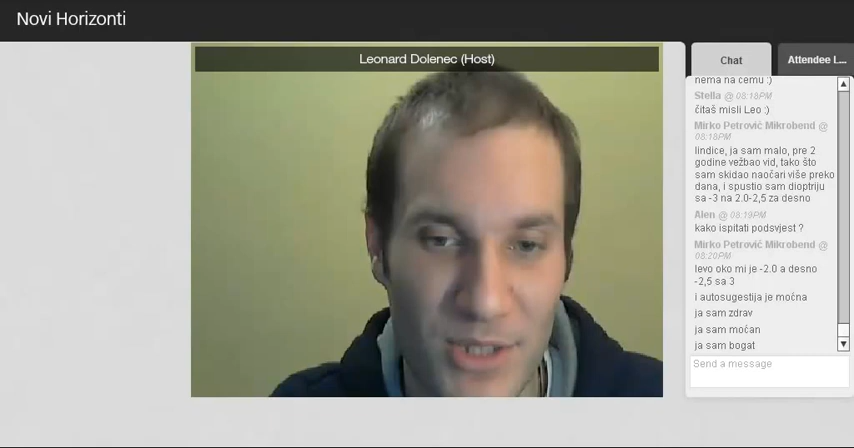 Novi Horizonti
Leonard Dolenec (Host)
Chat
Attendee L...
nema na čemu :)
Stella @ 08:18PM
čitaš misli Leo :)
Mirko Petrović Mikrobend @
08:18PM
lindice, ja sam malo, pre 2
godine vežbao vid, tako što
sam skidao naočari više preko
dana, i spustio sam dioptriju
sa -3 na 2.0-2,5 za desno
Alen @ 08:19PM
kako ispitati podsvjest ?
Mirko Petrović Mikrobend @
08:20PM
levo oko mi je -2.0 a desno
-2,5 sa 3
i autosugestija je moćna
ja sam zdrav
ja sam moćan
ja sam bogat
Send a message